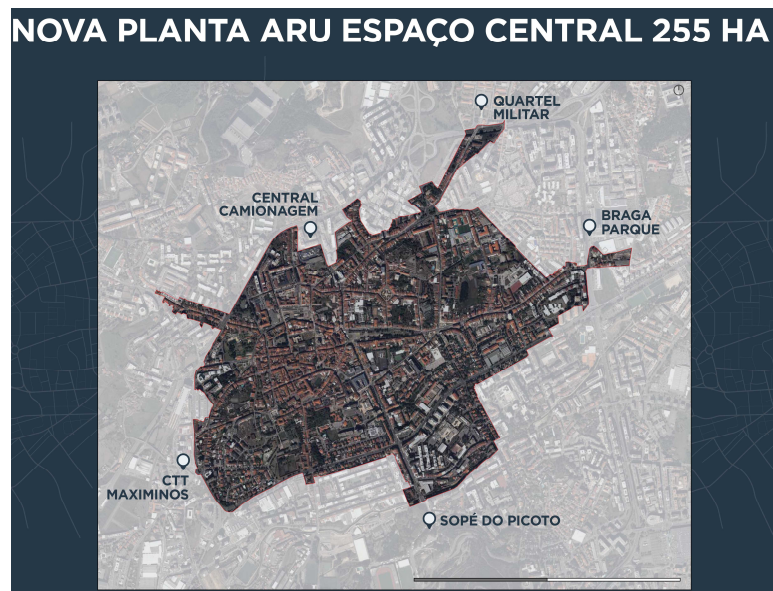 NOVA PLANTA ARU ESPAÇO CENTRAL 255 HA
QUARTEL
MILITAR
CENTRAL
CAMIONAGEM
BRAGA
PARQUE
CTT
MAXIMINOS
SOPÉ DO PICOTO